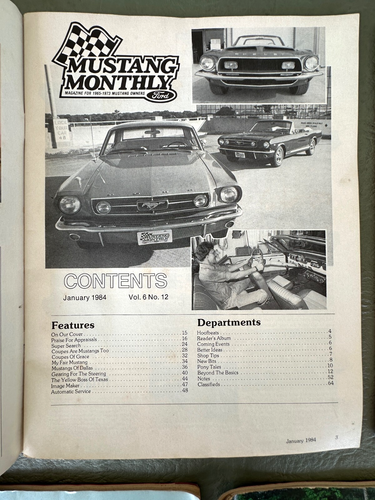 MUSTANG
MONTHLY
MAGAZINE FOR 1965-1973 MUSTANG OWNERS
Ford
CONTENTS
January 1984 Vol. 6 No. 12
Features
On Our Cover 15
Praise For Appraisals 16
Super Search 24
Coupes Are Mustangs Too 28
Coupes Of Grace 32
My Fair Mustang 34
Mustangs Of Dallas 36
Gearing For The Steering 40
The Yellow Boss Of Texas 44
Image Maker 47
Automatic Service 48
Departments
Hoofbeats 4
Reader's Album 5
Coming Events 6
Better Ideas 6
Shop Tips 7
New Bits 8
Pony Tales 10
Beyond The Basics 12
Notes 52
Classifieds 64
January 1984 3